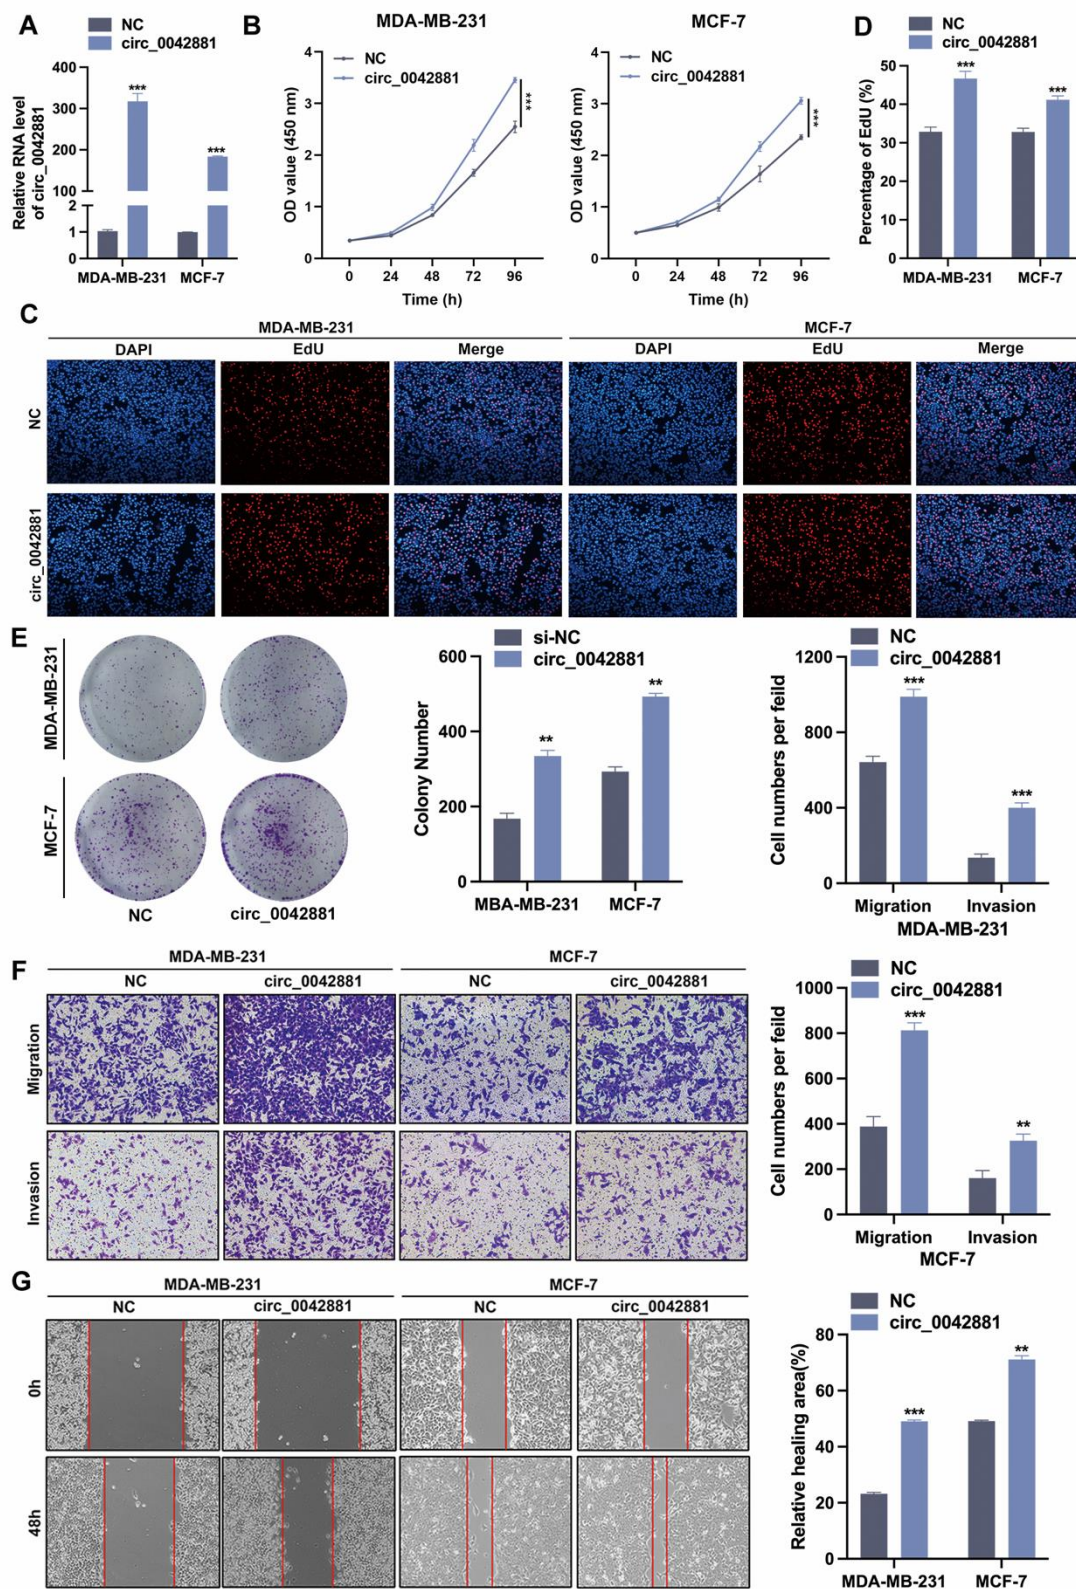 A
NC
circ_0042881
Relative RNA level
of circ_0042881
400
300
200
100
2
1
0
***
***
MDA-MB-231
MCF-7
B
MDA-MB-231
NC
circ_0042881
OD value (450 nm)
4
3
2
1
0
***
0
24
48
72
96
Time (h)
MCF-7
NC
circ_0042881
OD value (450 nm)
4
3
2
1
0
***
0
24
48
72
96
Time (h)
D
NC
circ_0042881
Percentage of EdU (%)
50
40
30
20
10
0
***
***
MDA-MB-231
MCF-7
C
MDA-MB-231
MCF-7
DAPI
EdU
Merge
DAPI
EdU
Merge
NC
circ_0042881
E
MDA-MB-231
MCF-7
NC
circ_0042881
si-NC
circ_0042881
Colony Number
600
400
200
0
**
**
MBA-MB-231
MCF-7
NC
circ_0042881
Cell numbers per feild
1200
800
400
0
***
***
Migration
Invasion
MDA-MB-231
F
MDA-MB-231
MCF-7
NC
circ_0042881
NC
circ_0042881
Migration
Invasion
NC
circ_0042881
Cell numbers per feild
1000
800
600
400
200
0
***
**
Migration
Invasion
MCF-7
G
MDA-MB-231
MCF-7
NC
circ_0042881
NC
circ_0042881
0h
48h
NC
circ_0042881
Relative healing area(%)
80
60
40
20
0
***
**
MDA-MB-231
MCF-7